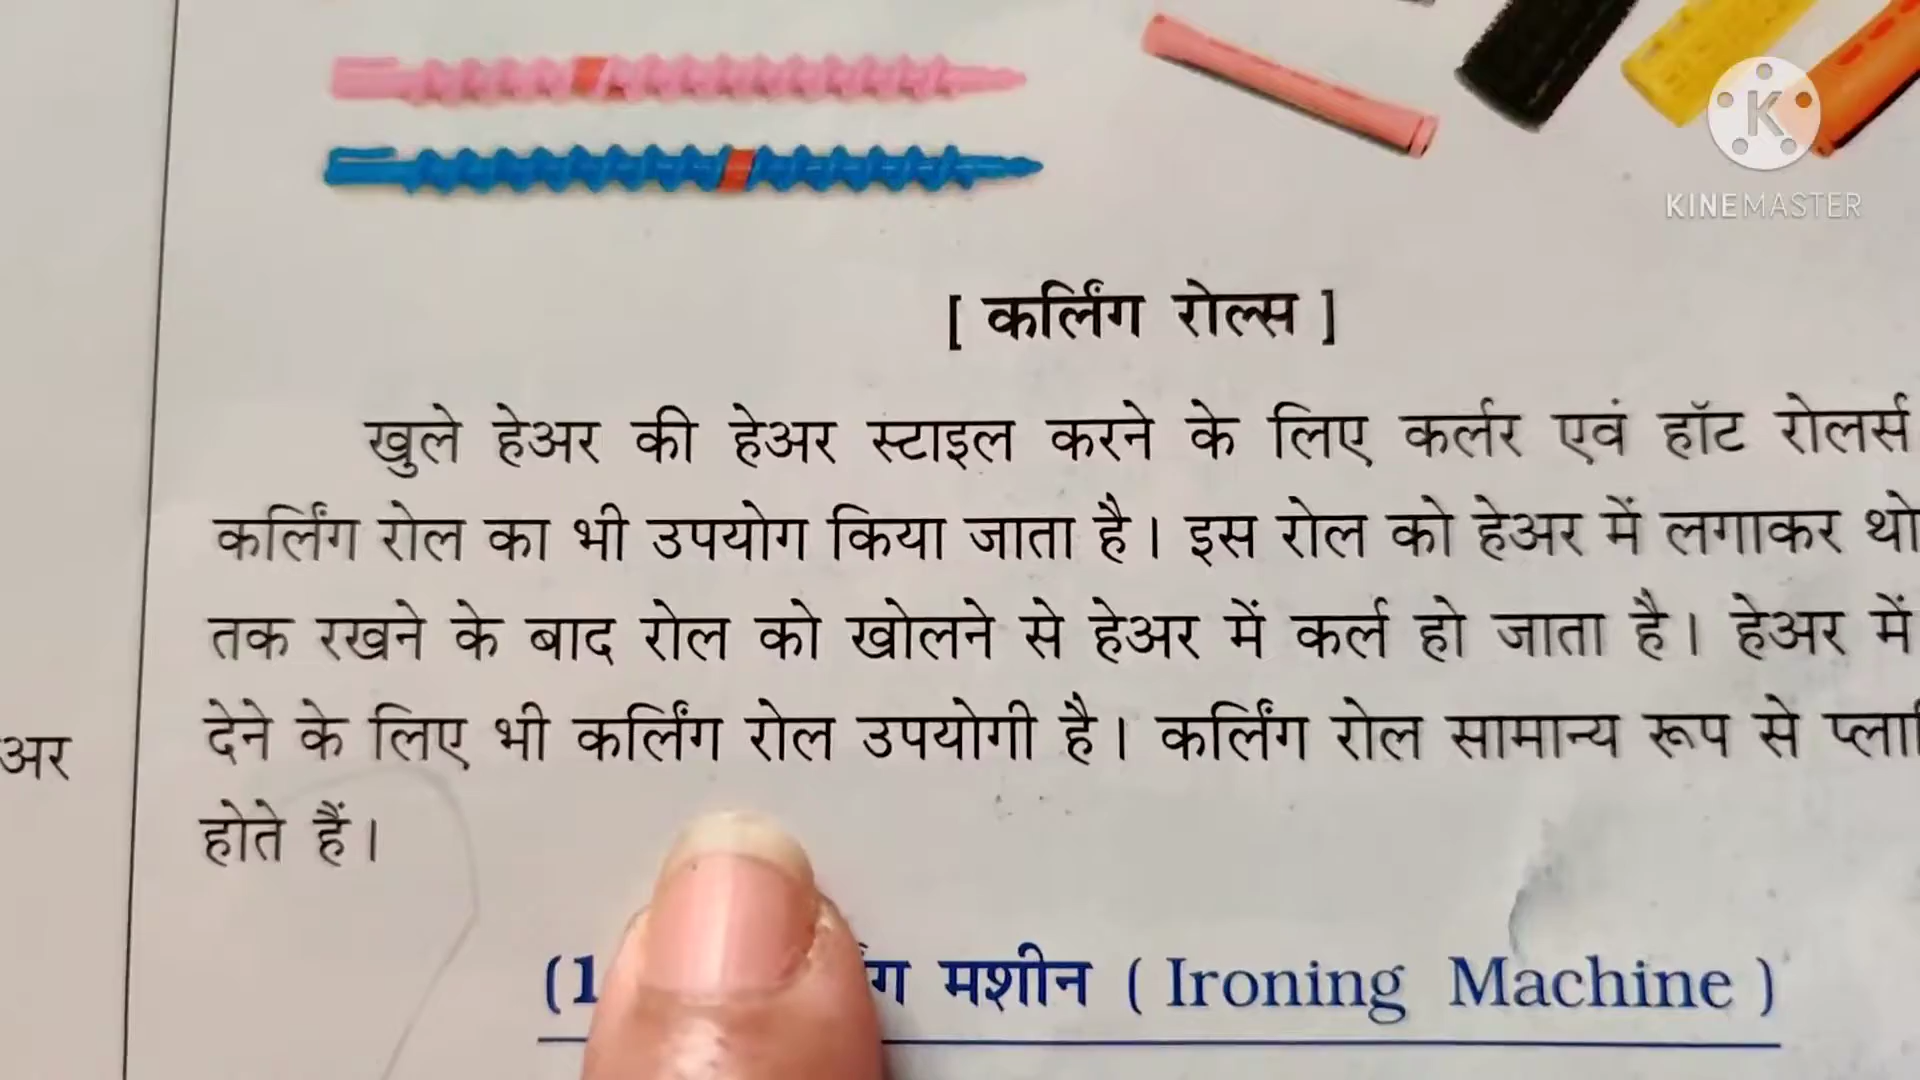 K
KINEMASTER
[ कर्लिंग रोल्स ]
खुले हेअर की हेअर स्टाइल करने के लिए कर्लर एवं हॉट रोलर्स
कर्लिंग रोल का भी उपयोग किया जाता है। इस रोल को हेअर में लगाकर
तक रखने के बाद रोल को खोलने से हेअर में कर्ल हो जाता है। हेअर में
देने के लिए भी कर्लिंग रोल उपयोगी है। कर्लिंग रोल सामान्य रूप से
अर
होते हैं।
मशीन ( Ironing Machine )